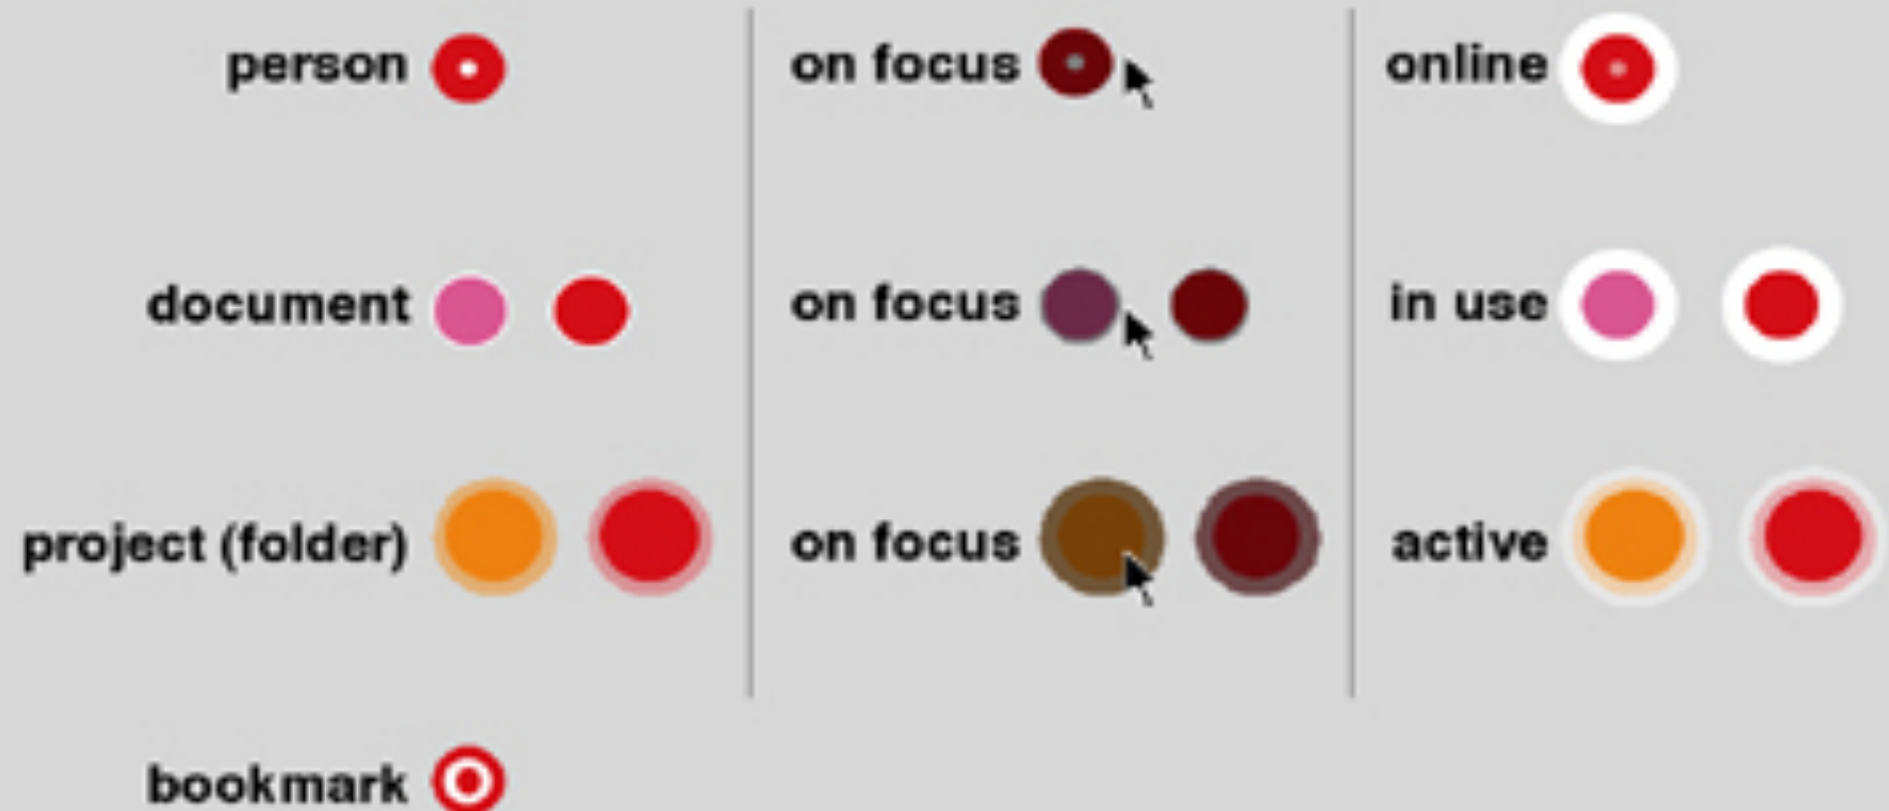 person on focus online
document on focus in use
project (folder) on focus active
bookmark